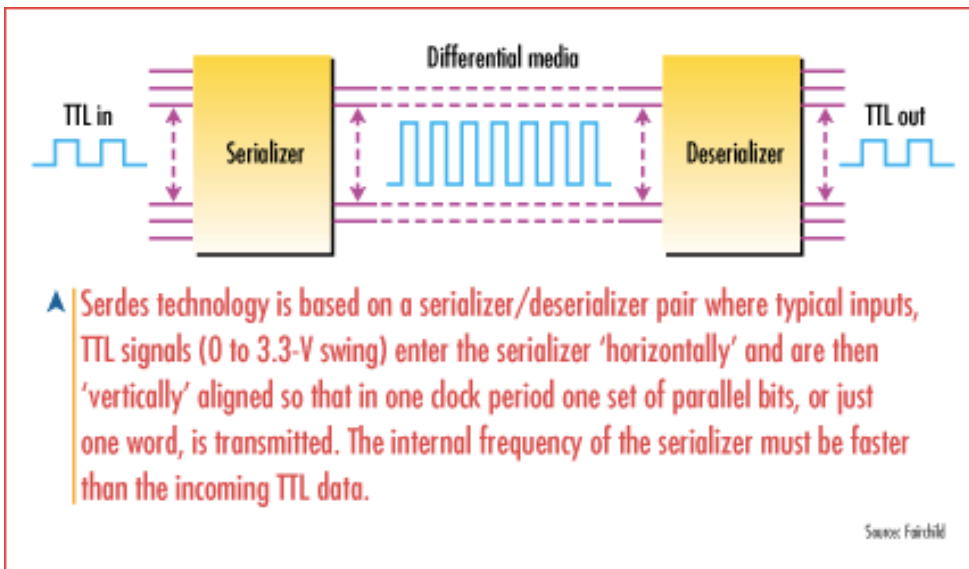 Differential media
TTL in
Serializer
Deserializer
TTL out
Serdes technology is based on a serializer/deserializer pair where typical inputs,
TTL signals (0 to 3.3-V swing) enter the serializer ‘horizontally’ and are then
‘vertically’ aligned so that in one clock period one set of parallel bits, or just
one word, is transmitted. The internal frequency of the serializer must be faster
than the incoming TTL data.
Source: Fairchild